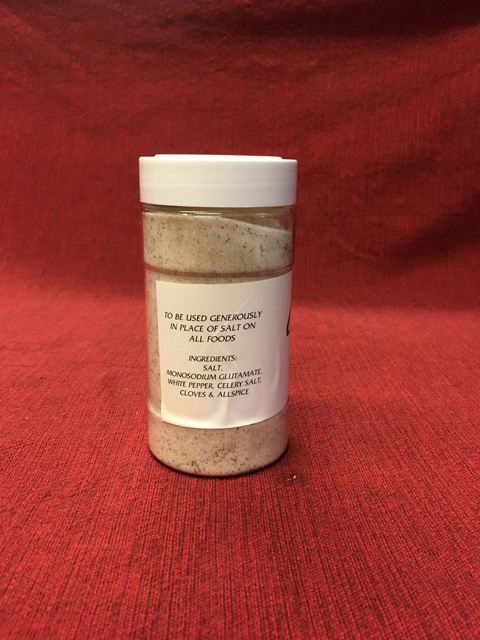 TO BE USED GENEROUSLY
IN PLACE OF SALT ON
ALL FOODS
INGREDIENTS:
SALT,
MONOSODIUM GLUTAMATE,
WHITE PEPPER, CELERY SALT,
CLOVES & ALLSPICE